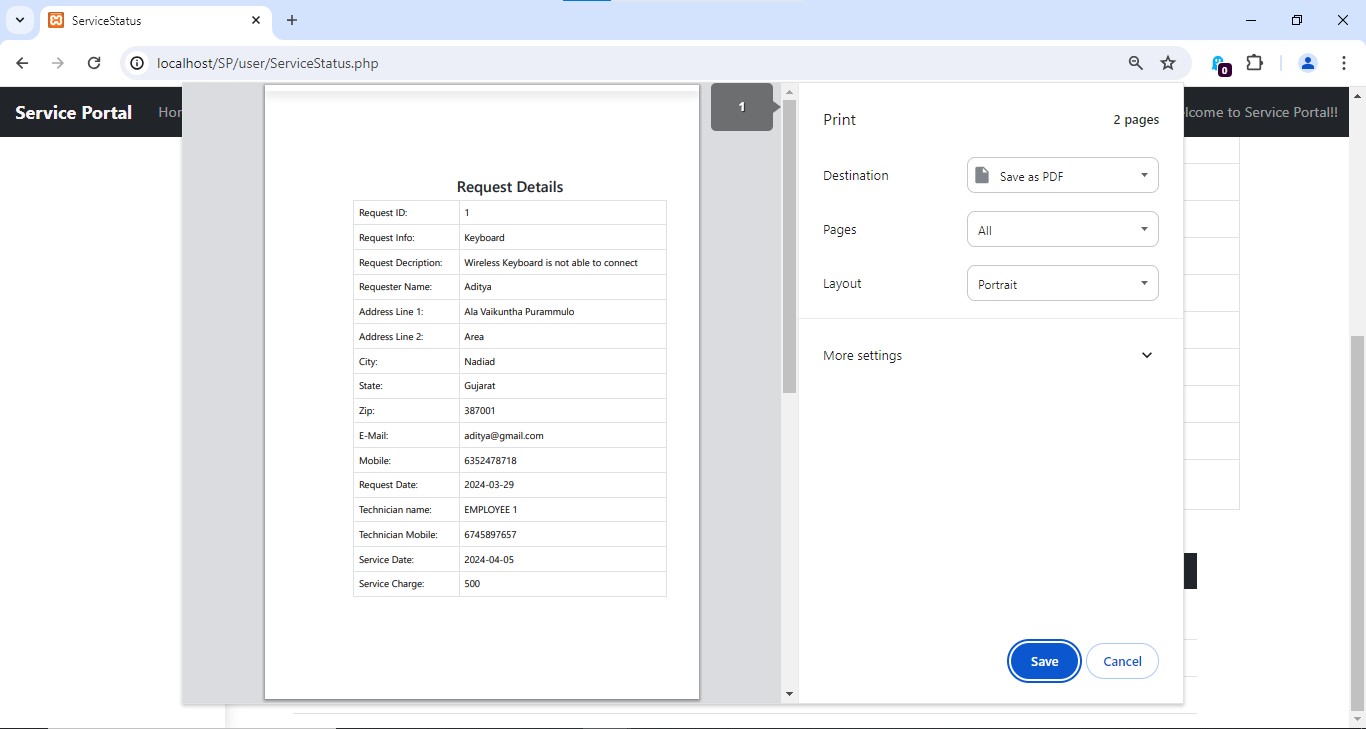 ServiceStatus
localhost/SP/user/ServiceStatus.php
0
Service Portal
lcome to Service Portal!!
1
Request Details
Request ID: 1
Request Info: Keyboard
Request Decription: Wireless Keyboard is not able to connect
Requester Name: Aditya
Address Line 1: Ala Vaikuntha Purammulo
Address Line 2: Area
City: Nadiad
State: Gujarat
Zip: 387001
E-Mail: aditya@gmail.com
Mobile: 6352478718
Request Date: 2024-03-29
Technician name: EMPLOYEE 1
Technician Mobile: 6745897657
Service Date: 2024-04-05
Service Charge: 500
Print 2 pages
Destination Save as PDF
Pages All
Layout Portrait
More settings
Save Cancel